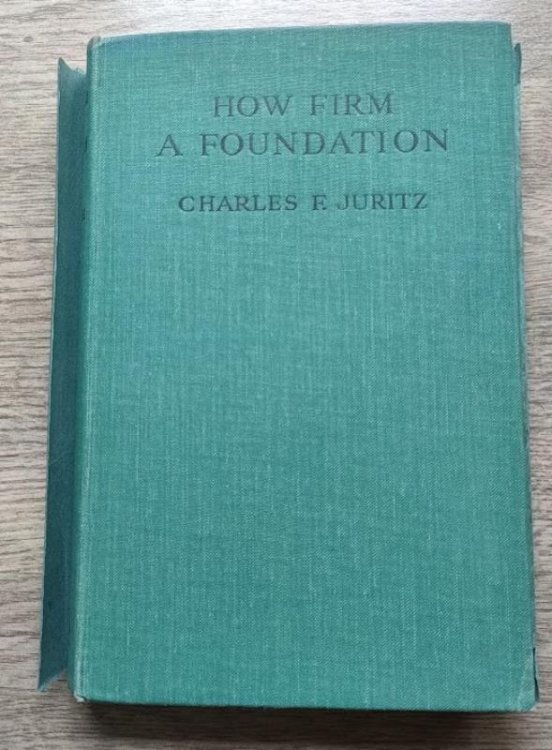 HOW FIRM
A FOUNDATION
CHARLES F. JURITZ